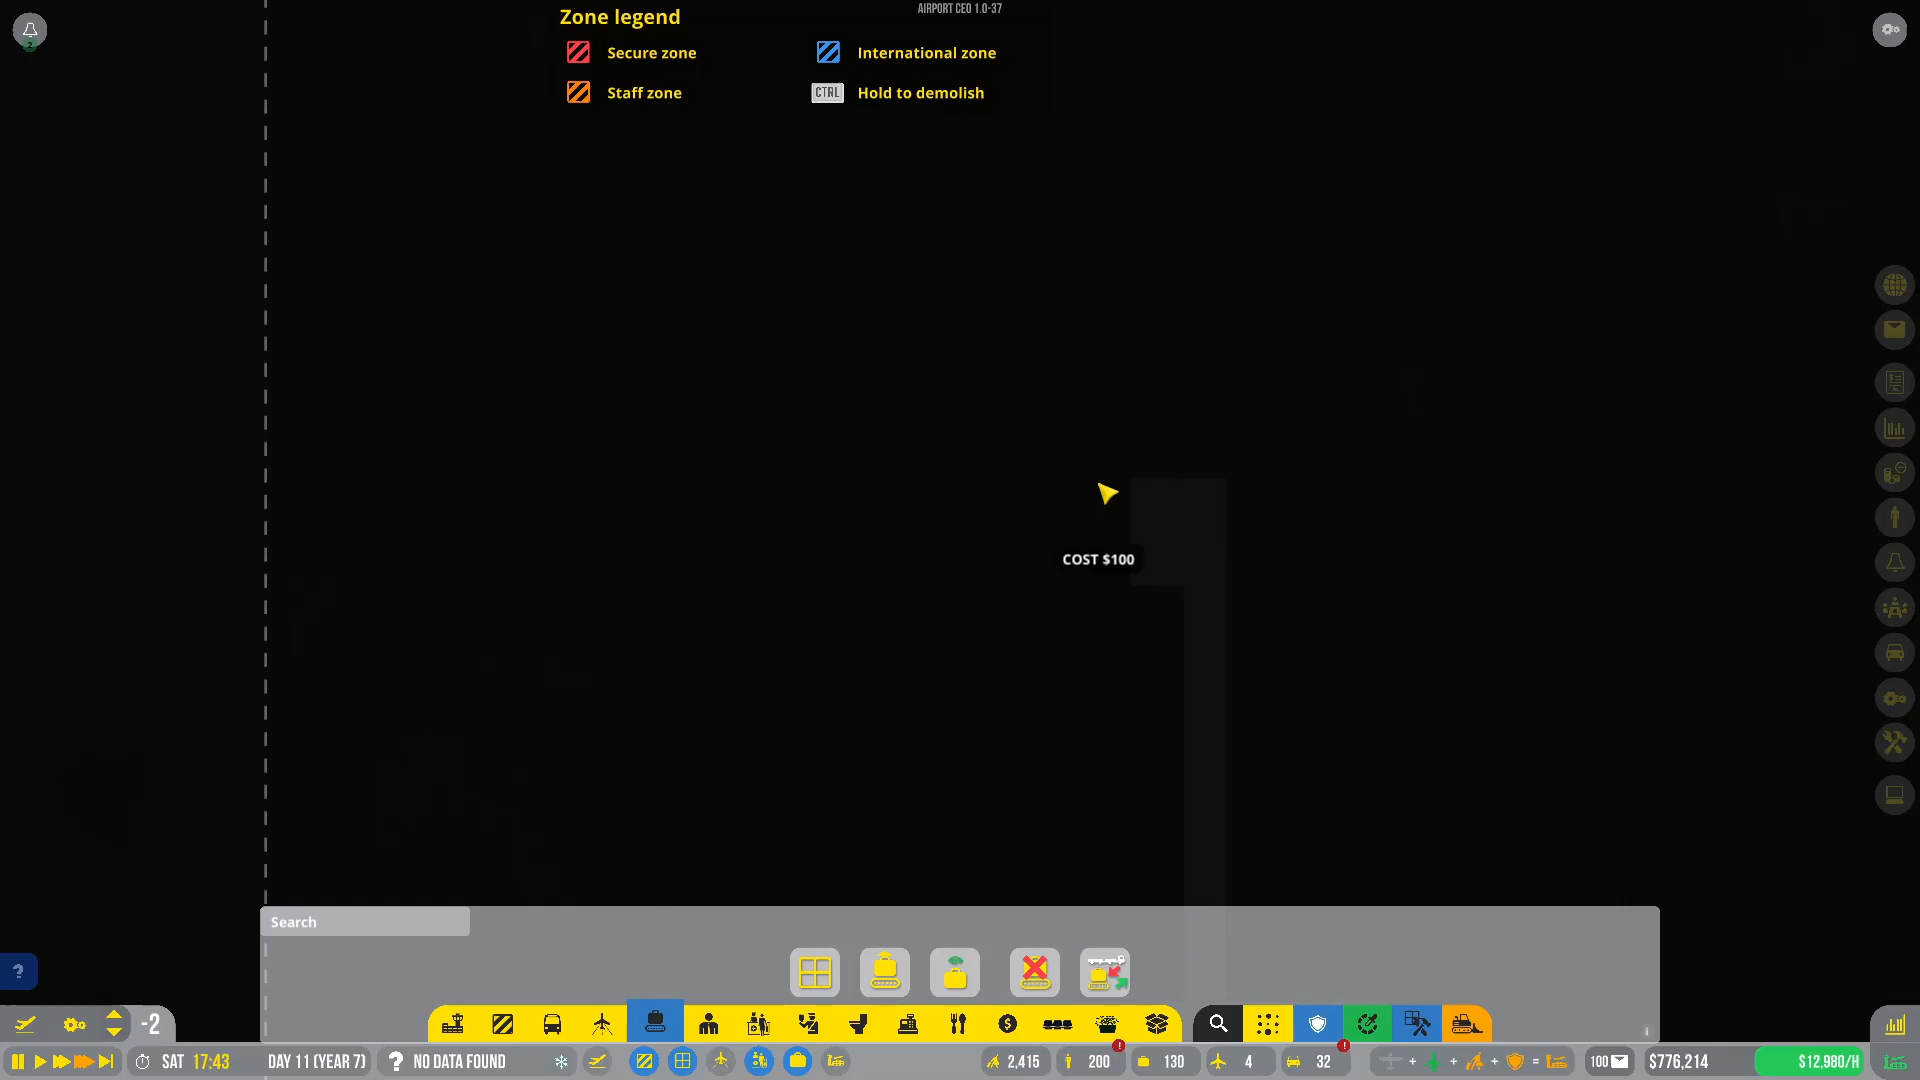 AIRPORT CEO 1.0-37
Zone legend
Secure zone
International zone
Staff zone
CTRL
Hold to demolish
2
COST $100
Search
?
-2
SAT 17:43
DAY 11 (YEAR 7)
? NO DATA FOUND
2,415
200
!
130
4
32
!
+ + + =
100
$776,214
$12,980/H
i